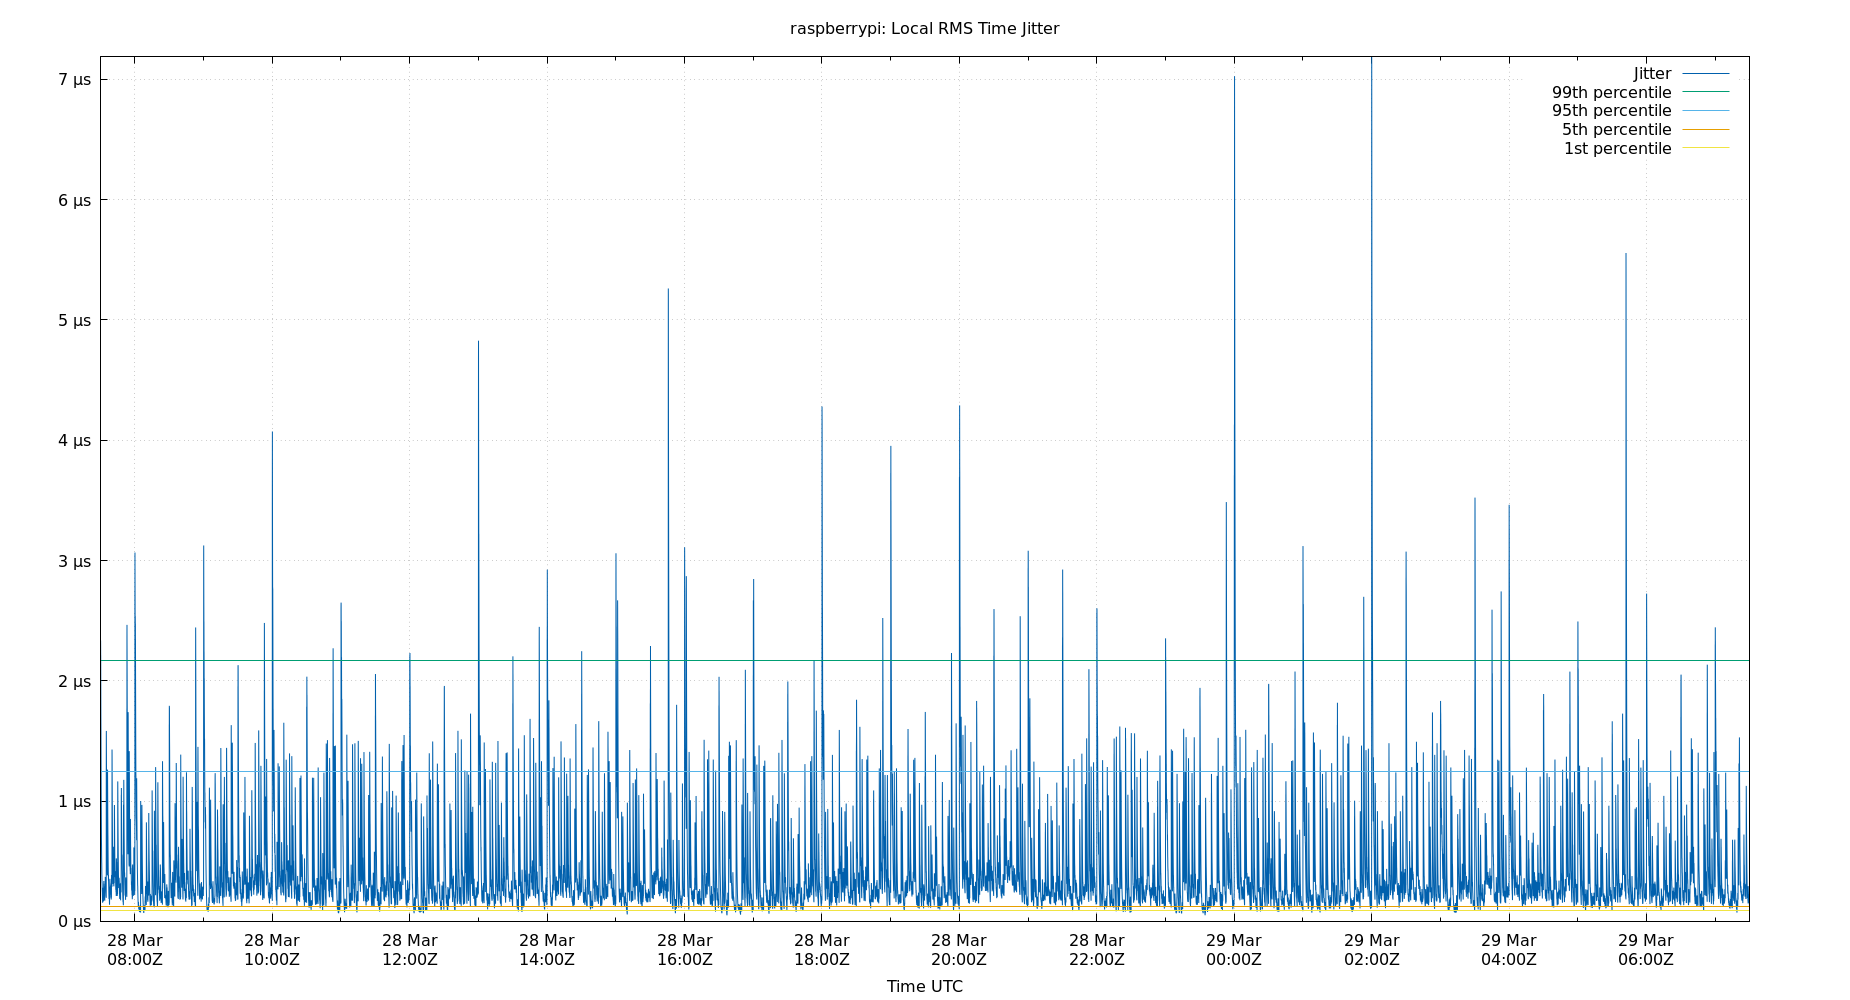 raspberrypi: Local RMS Time Jitter
Jitter
99th percentile
95th percentile
5th percentile
1st percentile
7 µs
6 µs
5 µs
4 µs
3 µs
2 µs
1 µs
0 µs
28 Mar 28 Mar 28 Mar 28 Mar 28 Mar 28 Mar 28 Mar 28 Mar 29 Mar 29 Mar 29 Mar 29 Mar
08:00Z 10:00Z 12:00Z 14:00Z 16:00Z 18:00Z 20:00Z 22:00Z 00:00Z 02:00Z 04:00Z 06:00Z
Time UTC